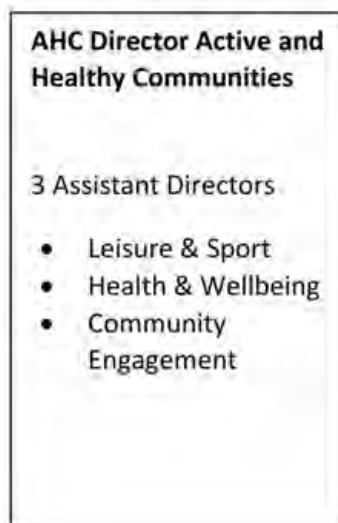 AHC Director Active and
Healthy Communities
3 Assistant Directors
• Leisure & Sport
• Health & Wellbeing
• Community
Engagement